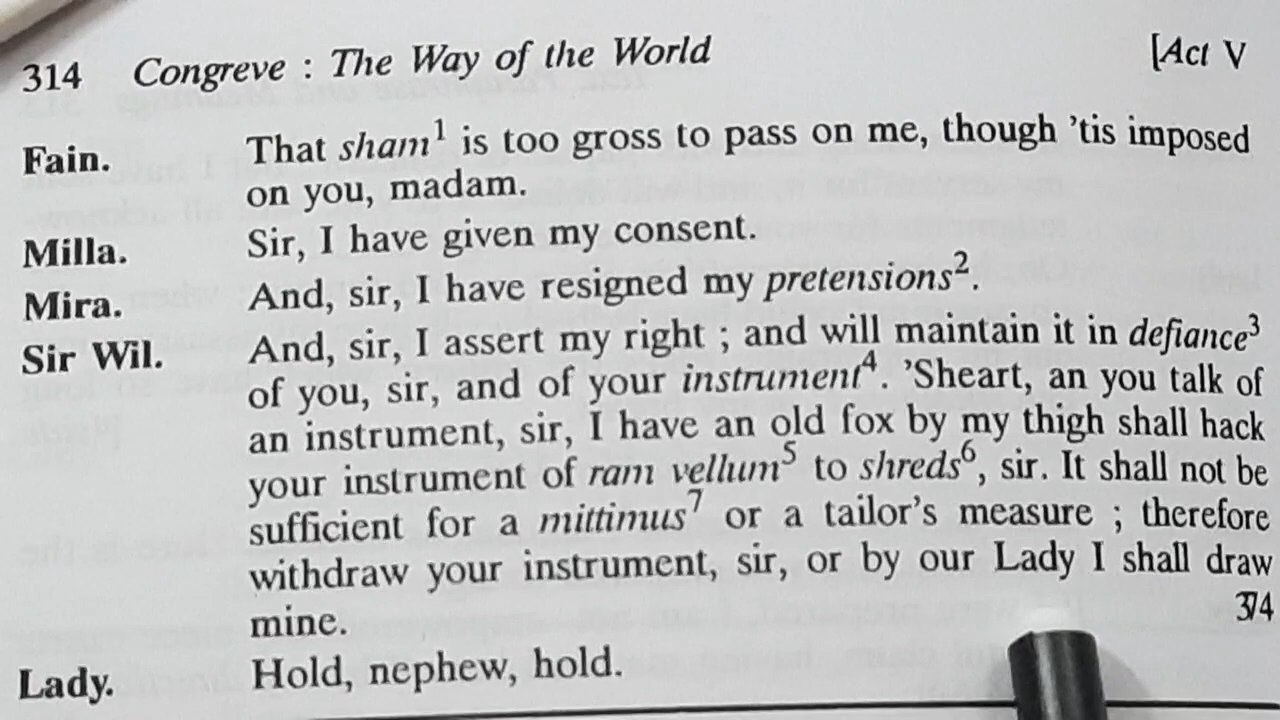 314 Congreve : The Way of the World [Act V
Fain. That sham1 is too gross to pass on me, though 'tis imposed
on you, madam.
Milla. Sir, I have given my consent.
Mira. And, sir, I have resigned my pretensions2.
Sir Wil. And, sir, I assert my right ; and will maintain it in defiance3
of you, sir, and of your instrument4. 'Sheart, an you talk of
an instrument, sir, I have an old fox by my thigh shall hack
your instrument of ram vellum5 to shreds6, sir. It shall not be
sufficient for a mittimus7 or a tailor's measure ; therefore
withdraw your instrument, sir, or by our Lady I shall draw
mine. 374
Lady. Hold, nephew, hold.